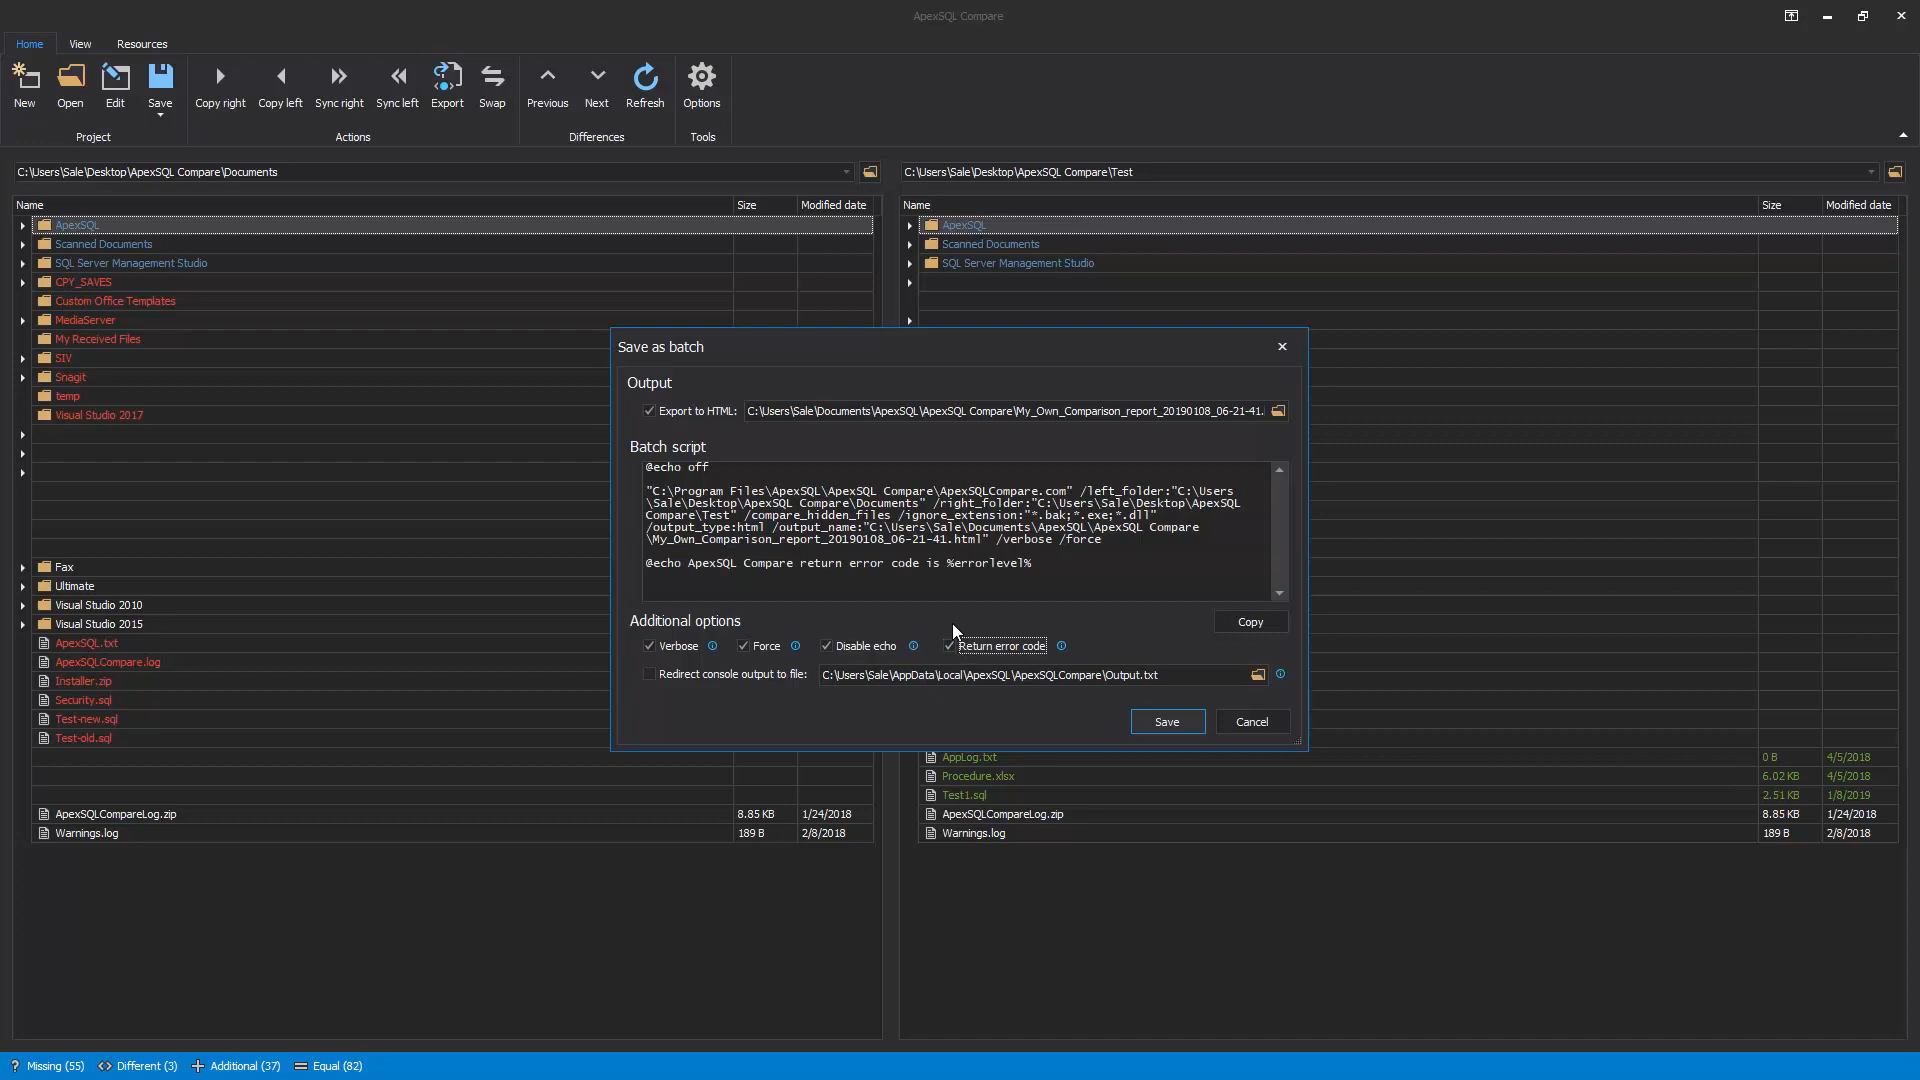 ApexSQL Compare
Home View Resources
New Open Edit Save Copy right Copy left Sync right Sync left Export Swap Previous Next Refresh Options
Project Actions Differences Tools
C:\Users\Sale\Desktop\ApexSQL Compare\Documents
C:\Users\Sale\Desktop\ApexSQL Compare\Test
Name Size Modified date
Name Size Modified date
ApexSQL
Scanned Documents
SQL Server Management Studio
CPY_SAVES
Custom Office Templates
MediaServer
My Received Files
SIV
Snagit
temp
Visual Studio 2017
Fax
Ultimate
Visual Studio 2010
Visual Studio 2015
ApexSQL.txt
ApexSQLCompare.log
Installer.zip
Security.sql
Test-new.sql
Test-old.sql
ApexSQLCompareLog.zip 8.85 KB 1/24/2018
Warnings.log 189 B 2/8/2018
ApexSQL
Scanned Documents
SQL Server Management Studio
AppLog.txt 0 B 4/5/2018
Procedure.xlsx 6.02 KB 4/5/2018
Test1.sql 2.51 KB 1/8/2019
ApexSQLCompareLog.zip 8.85 KB 1/24/2018
Warnings.log 189 B 2/8/2018
Save as batch
Output
Export to HTML: C:\Users\Sale\Documents\ApexSQL\ApexSQL Compare\My_Own_Comparison_report_20190108_06-21-41.
Batch script
@echo off
"C:\Program Files\ApexSQL\ApexSQL Compare\ApexSQLCompare.com" /left_folder:"C:\Users
\Sale\Desktop\ApexSQL Compare\Documents" /right_folder:"C:\Users\Sale\Desktop\ApexSQL
Compare\Test" /compare_hidden_files /ignore_extension:"*.bak;*.exe;*.dll"
/output_type:html /output_name:"C:\Users\Sale\Documents\ApexSQL\ApexSQL Compare
\My_Own_Comparison_report_20190108_06-21-41.html" /verbose /force
@echo ApexSQL Compare return error code is %errorlevel%
Additional options
Copy
Verbose Force Disable echo Return error code
Redirect console output to file: C:\Users\Sale\AppData\Local\ApexSQL\ApexSQLCompare\Output.txt
Save Cancel
Missing (55) Different (3) Additional (37) Equal (82)